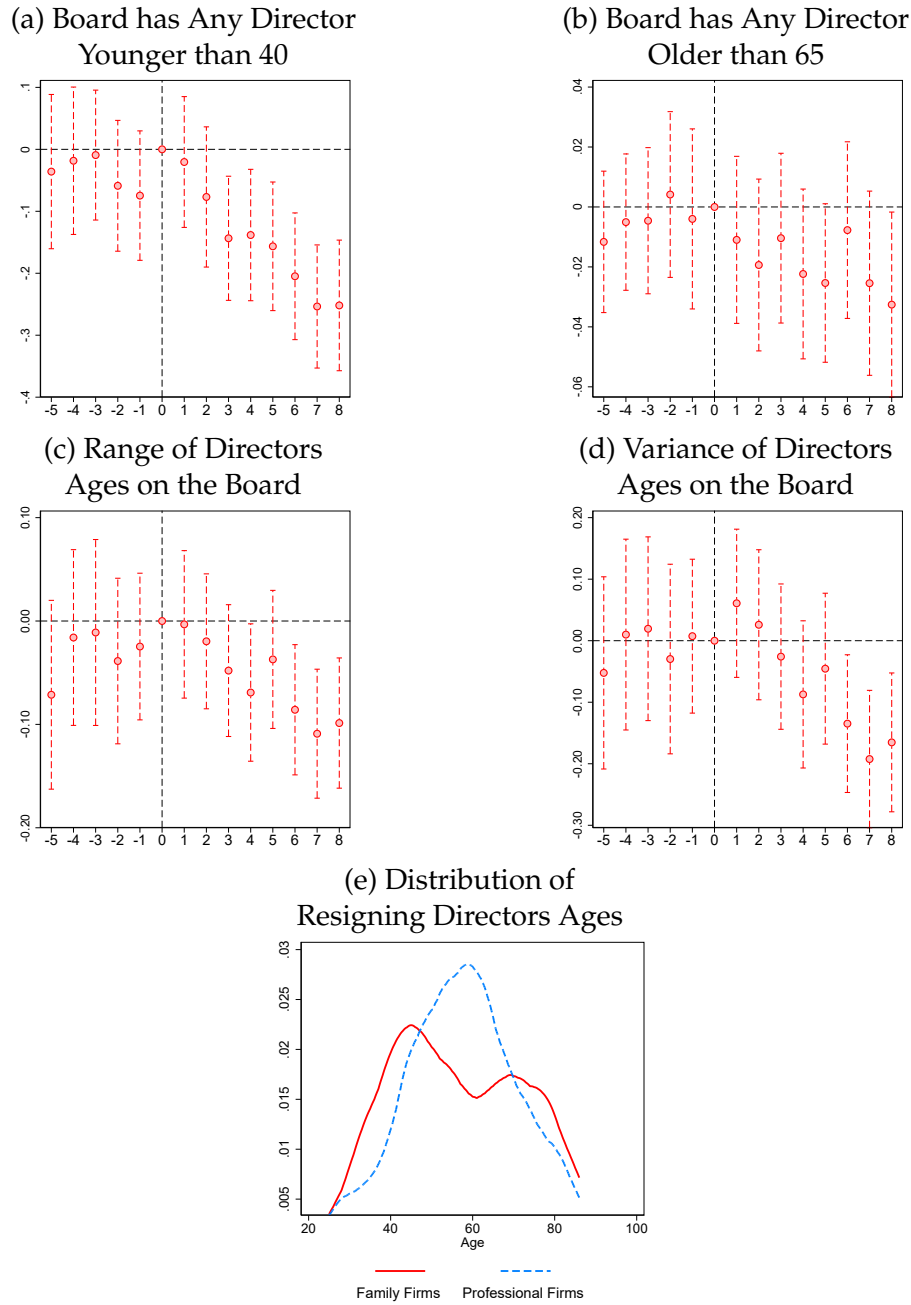 (a) Board has Any Director
Younger than 40
(b) Board has Any Director
Older than 65
.1
0
-.1
-.2
-.3
-.4
-5 -4 -3 -2 -1 0 1 2 3 4 5 6 7 8
.04
.02
0
-.02
-.04
-.06
-5 -4 -3 -2 -1 0 1 2 3 4 5 6 7 8
(c) Range of Directors
Ages on the Board
(d) Variance of Directors
Ages on the Board
0.10
0.00
-0.10
-0.20
-5 -4 -3 -2 -1 0 1 2 3 4 5 6 7 8
0.20
0.10
0.00
-0.10
-0.20
-0.30
-5 -4 -3 -2 -1 0 1 2 3 4 5 6 7 8
(e) Distribution of
Resigning Directors Ages
.03
.025
.02
.015
.01
.005
20 40 60 80 100
Age
Family Firms Professional Firms